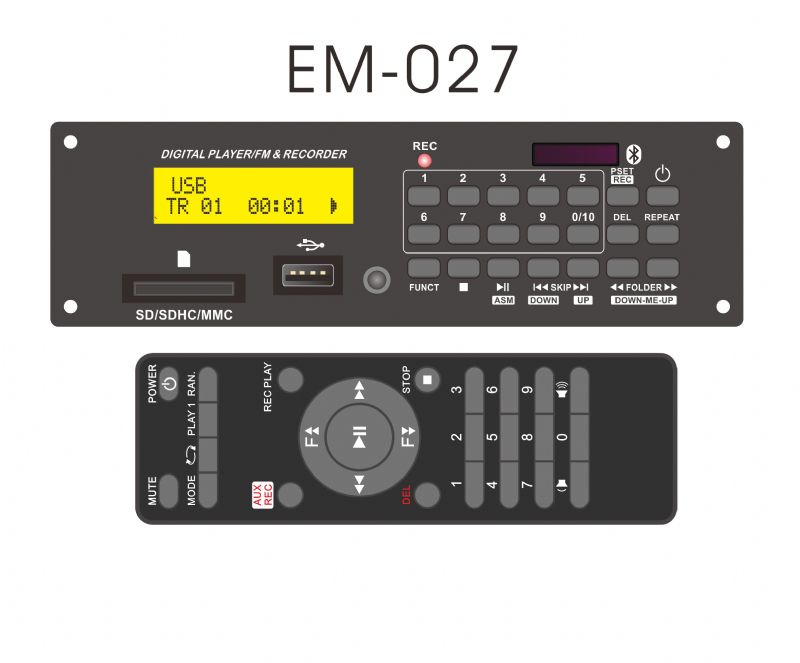 EM-027
DIGITAL PLAYER/FM & RECORDER
REC
USB
TR 01 00:01
1 2 3 4 5
PSET
REC
6 7 8 9 0/10
DEL REPEAT
FUNCT
SKIP
FOLDER
ASM
DOWN
UP
DOWN-ME-UP
SD/SDHC/MMC
POWER
MUTE
RAN.
PLAY 1
MODE
REC PLAY
AUX
REC
F
F
STOP
DEL
3 6 9
2 5 8 0
1 4 7